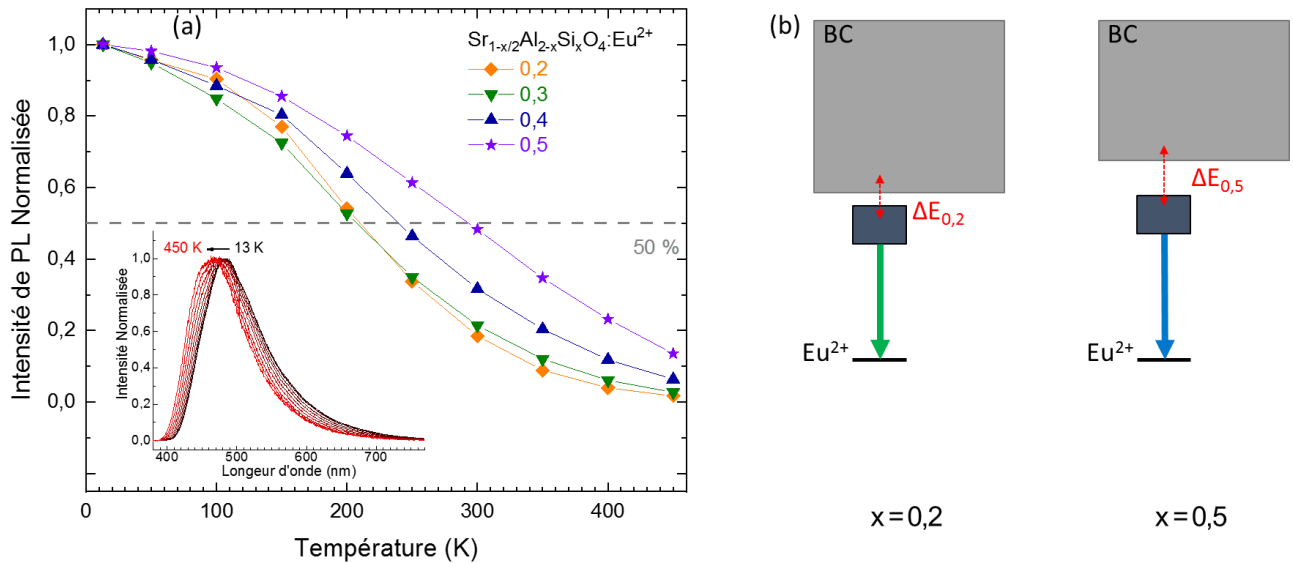 (a)
Sr1-x/2Al2-xSixO4:Eu2+
0,2
0,3
0,4
0,5
50 %
Intensité de PL Normalisée
1,0
0,8
0,6
0,4
0,2
0,0
0
100
200
300
400
Température (K)
450 K
13 K
Intensité Normalisée
1,0
0,8
0,6
0,4
0,2
0,0
400
500
600
700
Longeur d'onde (nm)
(b)
BC
ΔE0,2
Eu2+
x = 0,2
BC
ΔE0,5
Eu2+
x = 0,5